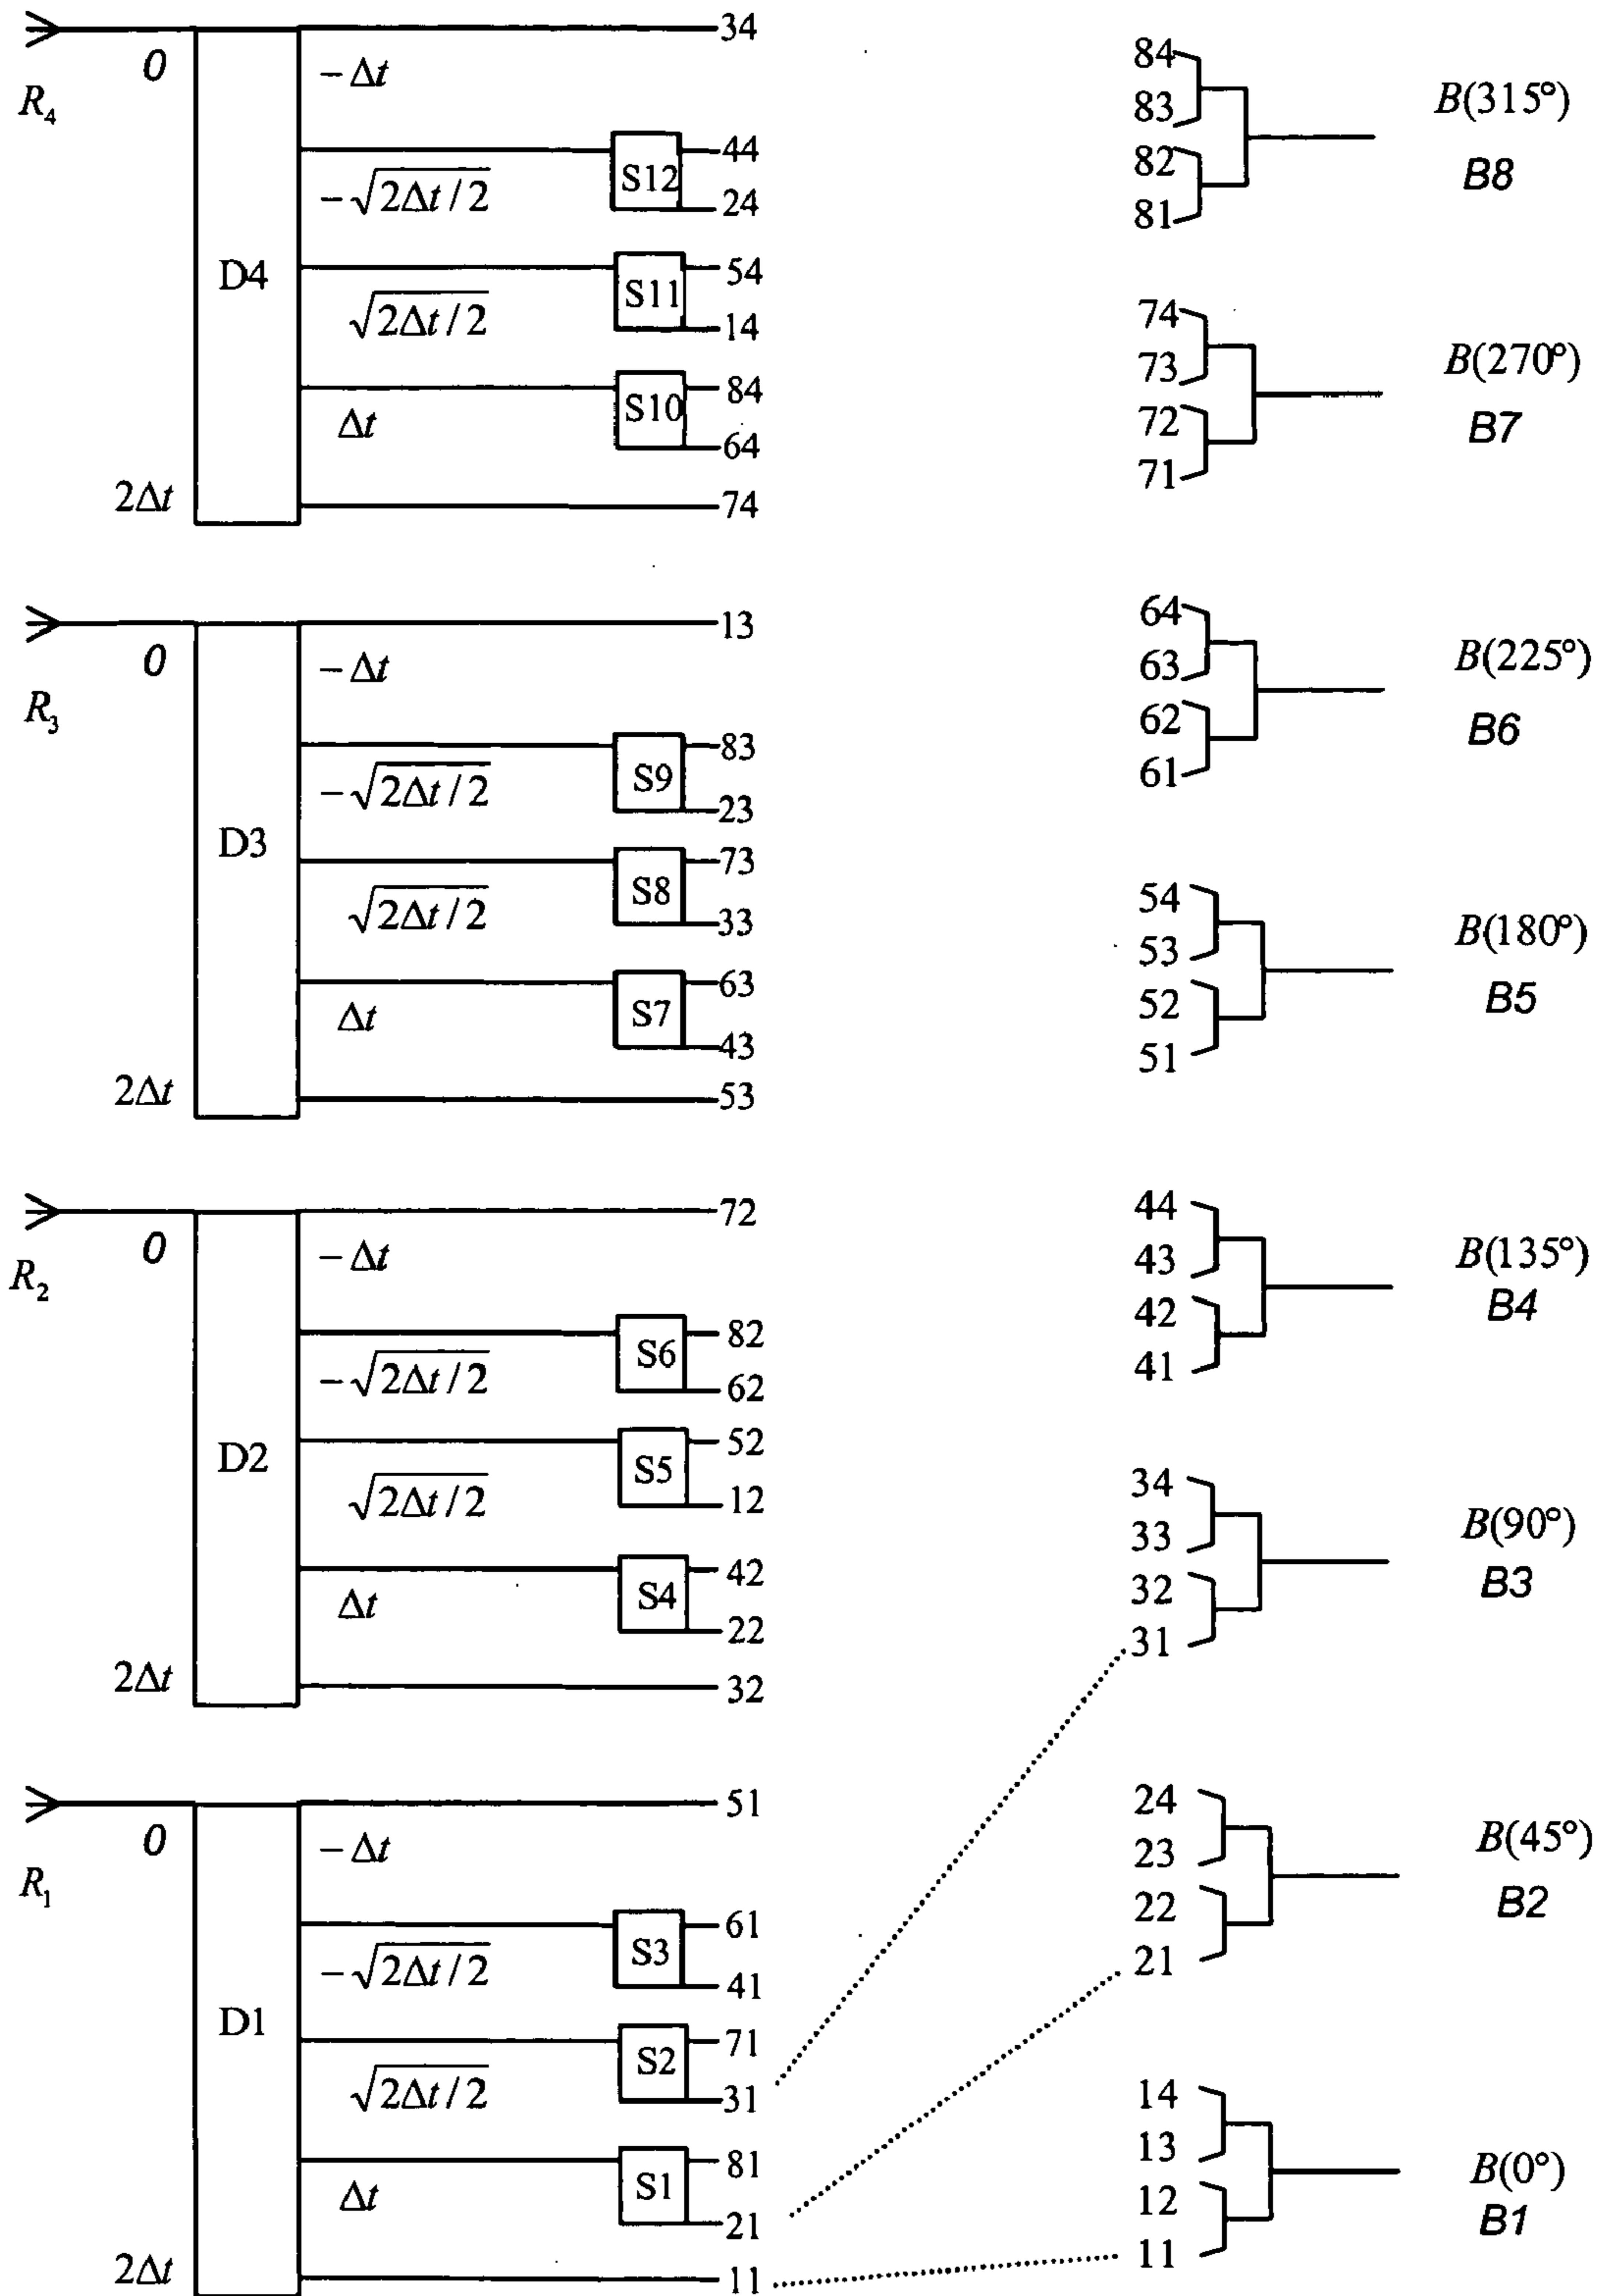 34
0
−Δt
R₄
44
S12
24
−√2Δt/2
D4
54
S11
14
√2Δt/2
84
S10
64
Δt
2Δt
74
13
0
−Δt
R₃
83
S9
23
−√2Δt/2
D3
73
S8
33
√2Δt/2
63
S7
43
Δt
2Δt
53
72
0
−Δt
R₂
82
S6
62
−√2Δt/2
D2
52
S5
12
√2Δt/2
42
S4
22
Δt
2Δt
32
51
0
−Δt
R₁
61
S3
41
−√2Δt/2
D1
71
S2
31
√2Δt/2
81
S1
21
Δt
2Δt
11
84
83
82
81
B(315°)
B8
74
73
72
71
B(270°)
B7
64
63
62
61
B(225°)
B6
54
53
52
51
B(180°)
B5
44
43
42
41
B(135°)
B4
34
33
32
31
B(90°)
B3
24
23
22
21
B(45°)
B2
14
13
12
11
B(0°)
B1